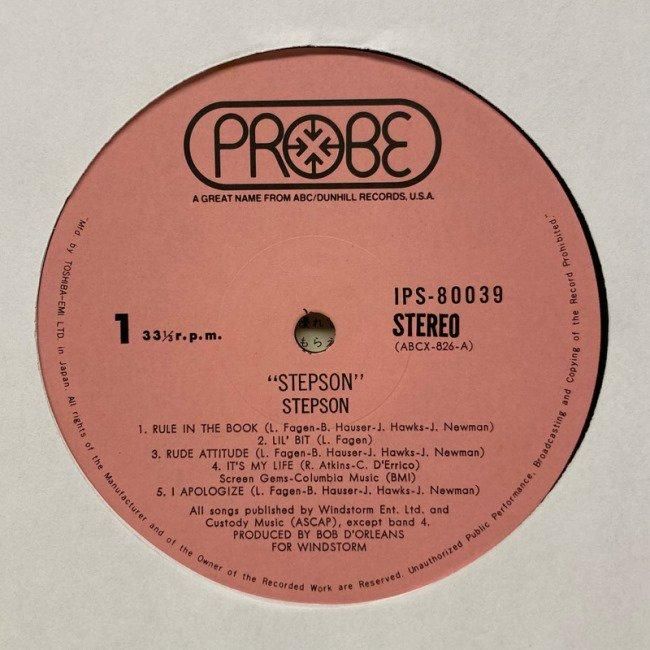 PROBE
A GREAT NAME FROM ABC/DUNHILL RECORDS, U.S.A.
IPS-80039
1 33⅓ r.p.m.
STEREO
(ABCX-826-A)
"STEPSON"
STEPSON
1. RULE IN THE BOOK (L. Fagen-B. Hauser-J. Hawks-J. Newman)
2. LIL' BIT (L. Fagen)
3. RUDE ATTITUDE (L. Fagen-B. Hauser-J. Hawks-J. Newman)
4. IT'S MY LIFE (R. Atkins-C. D'Errico)
Screen Gems-Columbia Music (BMI)
5. I APOLOGIZE (L. Fagen-B. Hauser-J. Hawks-J. Newman)
All songs published by Windstorm Ent. Ltd. and
Custody Music (ASCAP), except band 4.
PRODUCED BY BOB D'ORLEANS
FOR WINDSTORM
"Mfd by TOSHIBA-EMI LTD. in Japan. All rights of the Manufacturer and of the Owner of the Recorded Work are Reserved. Unauthorized Public Performance, Broadcasting and Copying of the Record Prohibited."
もらえ